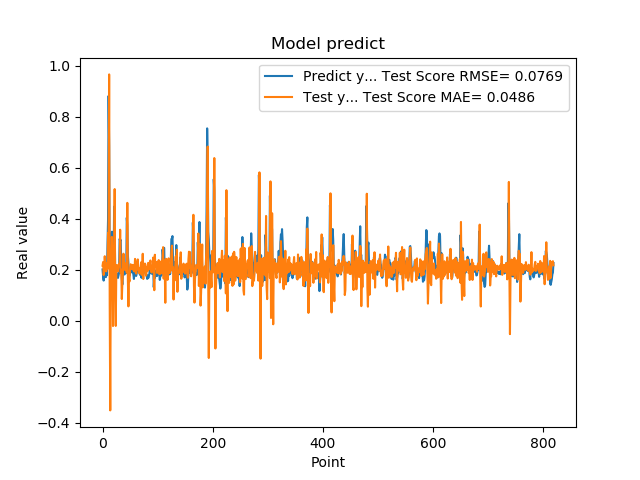 Model predict
Predict y... Test Score RMSE= 0.0769
Test y... Test Score MAE= 0.0486
Real value
1.0
0.8
0.6
0.4
0.2
0.0
−0.2
−0.4
0 200 400 600 800
Point